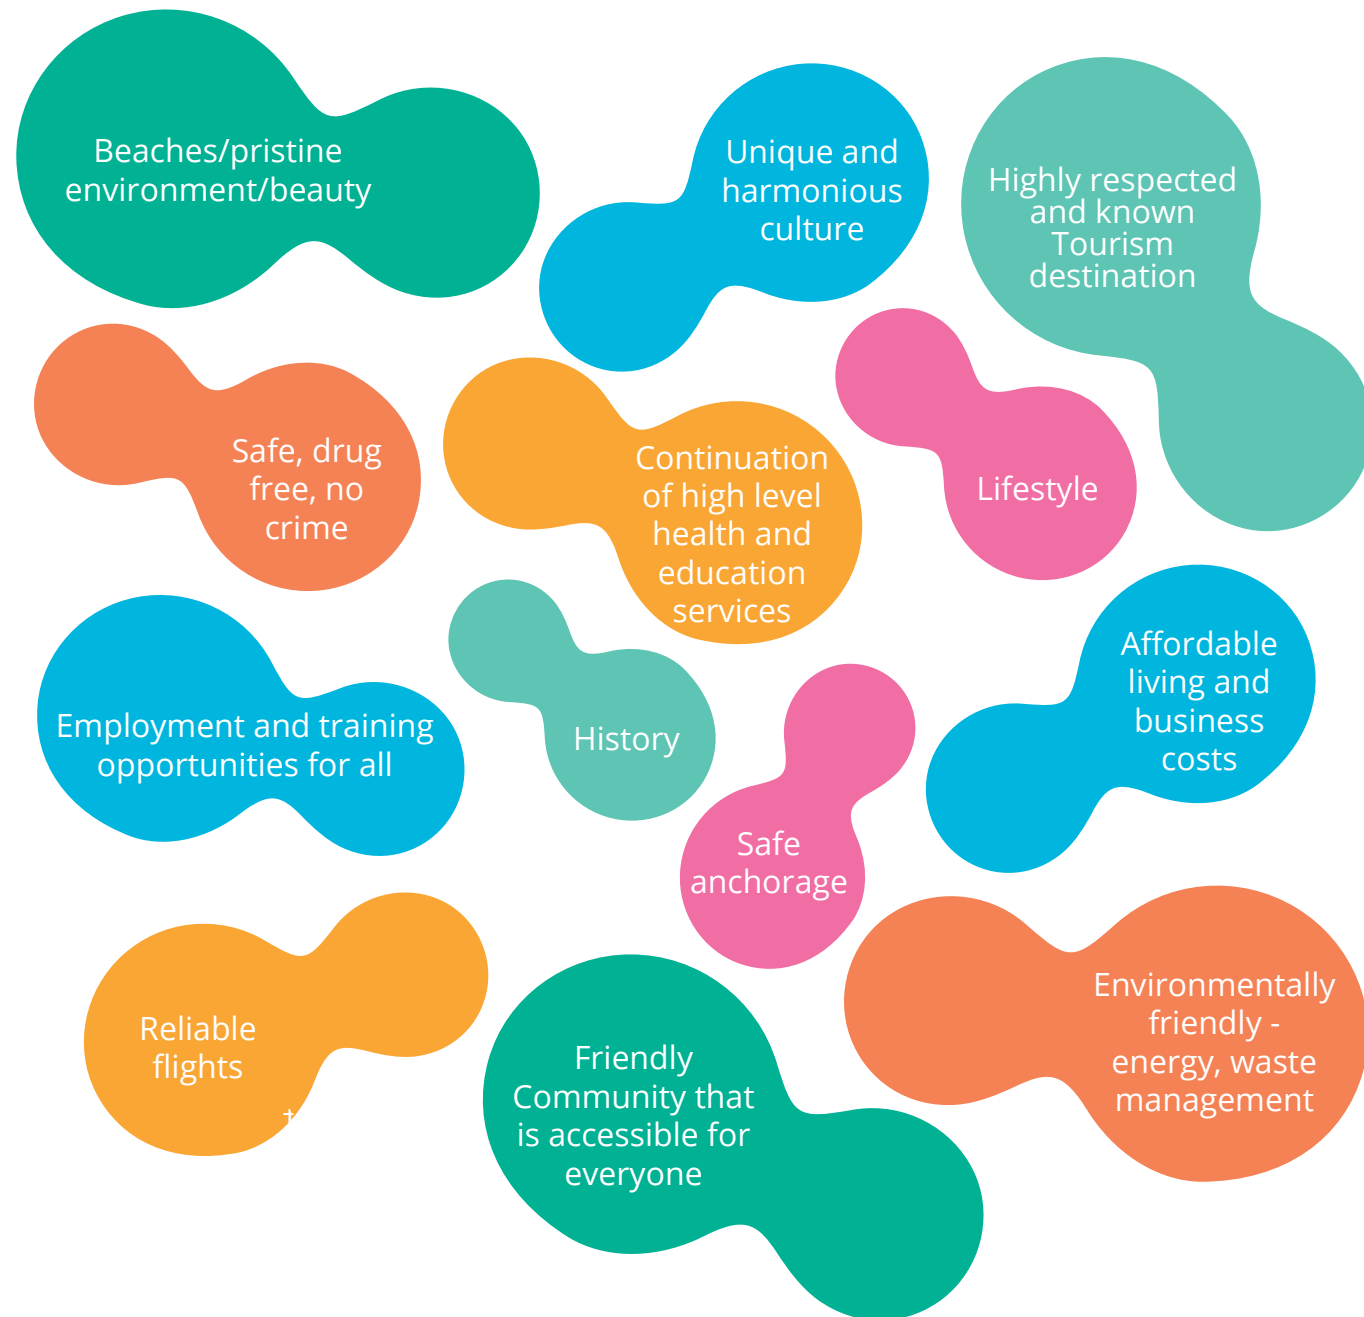 Beaches/pristine
environment/beauty
Unique and
harmonious
culture
Highly respected
and known
Tourism
destination
Safe, drug
free, no
crime
Continuation
of high level
health and
education
services
Lifestyle
Employment and training
opportunities for all
History
Affordable
living and
business
costs
Safe
anchorage
Reliable
flights
Friendly
Community that
is accessible for
everyone
Environmentally
friendly -
energy, waste
management